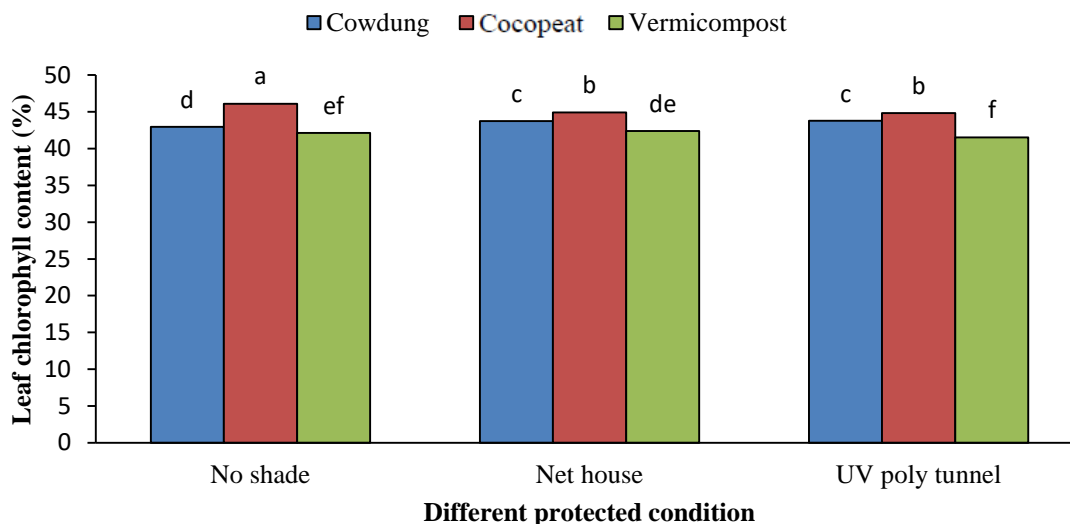 Cowdung Cocopeat Vermicompost
Leaf chlorophyll content (%)
50
45
40
35
30
25
20
15
10
5
0
d a ef c b de c b f
No shade Net house UV poly tunnel
Different protected condition